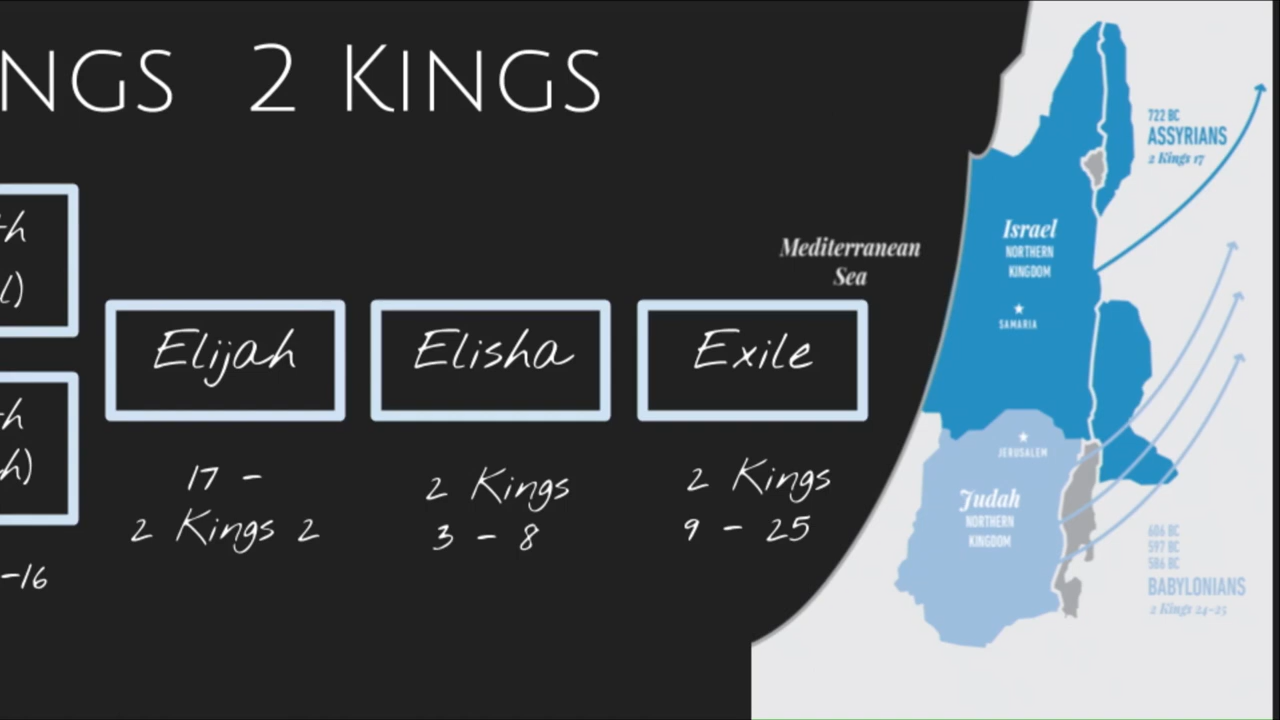 NGS 2 KINGS
th
l)
th
h)
-16
Elijah
17 -
2 Kings 2
Elisha
2 Kings
3 - 8
Exile
2 Kings
9 - 25
Mediterranean
Sea
722 BC
ASSYRIANS
2 Kings 17
Israel
NORTHERN
KINGDOM
SAMARIA
JERUSALEM
Judah
NORTHERN
KINGDOM
606 BC
597 BC
586 BC
BABYLONIANS
2 Kings 24-25